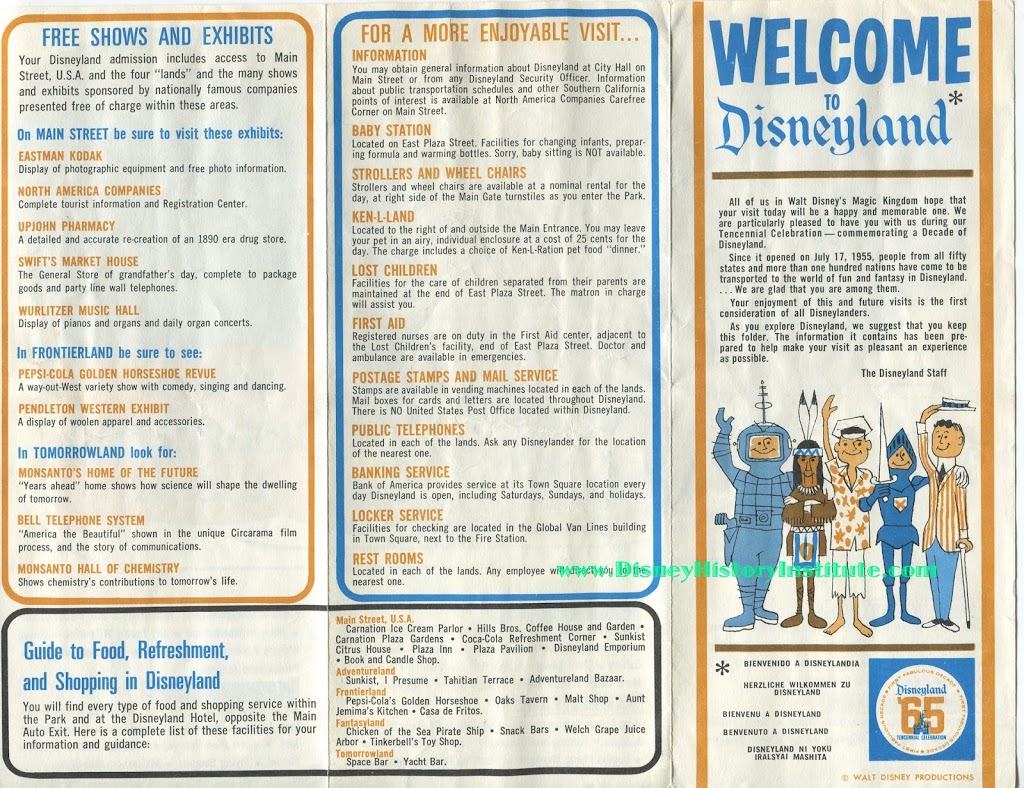 FREE SHOWS AND EXHIBITS
Your Disneyland admission includes access to Main
Street, U.S.A. and the four "lands" and the many shows
and exhibits sponsored by nationally famous companies
presented free of charge within these areas.
On MAIN STREET be sure to visit these exhibits:
EASTMAN KODAK
Display of photographic equipment and free photo information.
NORTH AMERICA COMPANIES
Complete tourist information and Registration Center.
UPJOHN PHARMACY
A detailed and accurate re-creation of an 1890 era drug store.
SWIFT'S MARKET HOUSE
The General Store of grandfather's day, complete to package
goods and party line wall telephones.
WURLITZER MUSIC HALL
Display of pianos and organs and daily organ concerts.
In FRONTIERLAND be sure to see:
PEPSI-COLA GOLDEN HORSESHOE REVUE
A way-out-West variety show with comedy, singing and dancing.
PENDLETON WESTERN EXHIBIT
A display of woolen apparel and accessories.
In TOMORROWLAND look for:
MONSANTO'S HOME OF THE FUTURE
"Years ahead" home shows how science will shape the dwelling
of tomorrow.
BELL TELEPHONE SYSTEM
"America the Beautiful" shown in the unique Circarama film
process, and the story of communications.
MONSANTO HALL OF CHEMISTRY
Shows chemistry's contributions to tomorrow's life.
FOR A MORE ENJOYABLE VISIT...
INFORMATION
You may obtain general information about Disneyland at City Hall on
Main Street or from any Disneyland Security Officer. Information
about public transportation schedules and other Southern California
points of interest is available at North America Companies Carefree
Corner on Main Street.
BABY STATION
Located on East Plaza Street. Facilities for changing infants, prepar-
ing formula and warming bottles. Sorry, baby sitting is NOT available.
STROLLERS AND WHEEL CHAIRS
Strollers and wheel chairs are available at a nominal rental for the
day, at right side of the Main Gate turnstiles as you enter the Park.
KEN-L-LAND
Located to the right of and outside the Main Entrance. You may leave
your pet in an airy, individual enclosure at a cost of 25 cents for the
day. The charge includes a choice of Ken-L-Ration pet food "dinner."
LOST CHILDREN
Facilities for the care of children separated from their parents are
maintained at the end of East Plaza Street. The matron in charge
will assist you.
FIRST AID
Registered nurses are on duty in the First Aid center, adjacent to
the Lost Children's facility, end of East Plaza Street. Doctor and
ambulance are available in emergencies.
POSTAGE STAMPS AND MAIL SERVICE
Stamps are available in vending machines located in each of the lands.
Mail boxes for cards and letters are located throughout Disneyland.
There is NO United States Post Office located within Disneyland.
PUBLIC TELEPHONES
Located in each of the lands. Ask any Disneylander for the location
of the nearest one.
BANKING SERVICE
Bank of America provides service at its Town Square location every
day Disneyland is open, including Saturdays, Sundays, and holidays.
LOCKER SERVICE
Facilities for checking are located in the Global Van Lines building
in Town Square, next to the Fire Station.
REST ROOMS
Located in each of the lands. Any employee will direct you to the
nearest one.
Guide to Food, Refreshment,
and Shopping in Disneyland
You will find every type of food and shopping service within
the Park and at the Disneyland Hotel, opposite the Main
Auto Exit. Here is a complete list of these facilities for your
information and guidance:
Main Street, U.S.A.
Carnation Ice Cream Parlor • Hills Bros. Coffee House and Garden •
Carnation Plaza Gardens • Coca-Cola Refreshment Corner • Sunkist
Citrus House • Plaza Inn • Plaza Pavilion • Disneyland Emporium
• Book and Candle Shop.
Adventureland
Sunkist, I Presume • Tahitian Terrace • Adventureland Bazaar.
Frontierland
Pepsi-Cola's Golden Horseshoe • Oaks Tavern • Malt Shop • Aunt
Jemima's Kitchen • Casa de Fritos.
Fantasyland
Chicken of the Sea Pirate Ship • Snack Bars • Welch Grape Juice
Arbor • Tinkerbell's Toy Shop.
Tomorrowland
Space Bar • Yacht Bar.
WELCOME
TO
Disneyland*
All of us in Walt Disney's Magic Kingdom hope that
your visit today will be a happy and memorable one. We
are particularly pleased to have you with us during our
Tencennial Celebration — commemorating a Decade of
Disneyland.
Since it opened on July 17, 1955, people from all fifty
states and more than one hundred nations have come to be
transported to the world of fun and fantasy in Disneyland.
. . . We are glad that you are among them.
Your enjoyment of this and future visits is the first
consideration of all Disneylanders.
As you explore Disneyland, we suggest that you keep
this folder. The information it contains has been pre-
pared to help make your visit as pleasant an experience
as possible.
The Disneyland Staff
www.DisneyHistoryInstitute.com
* BIENVENIDO A DISNEYLANDIA
HERZLICHE WILKOMMEN ZU
DISNEYLAND
BIENVENU A DISNEYLAND
BENVENUTO A DISNEYLAND
DISNEYLAND NI YOKU
IRALSYAI MASHITA
FIRST FABULOUS DECADE • FIRST FABULOUS DECADE •
Disneyland
'65
TENCENNIAL CELEBRATION
© WALT DISNEY PRODUCTIONS